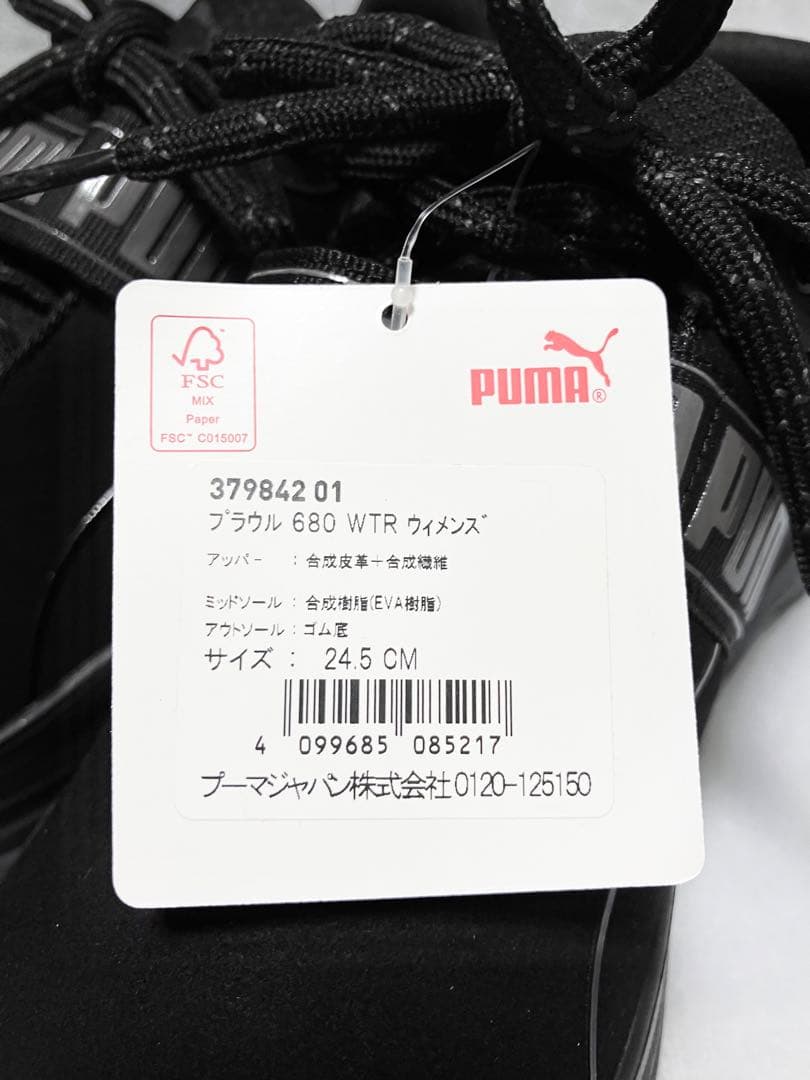 FSC
MIX
Paper
FSC™ C015007
PUMA®
379842 01
プラウル 680 WTR ウィメンズ
アッパー : 合成皮革+合成繊維
ミッドソール : 合成樹脂(EVA樹脂)
アウトソール : ゴム底
サイズ : 24.5 CM
4 099685 085217
プーマジャパン株式会社0120-125150